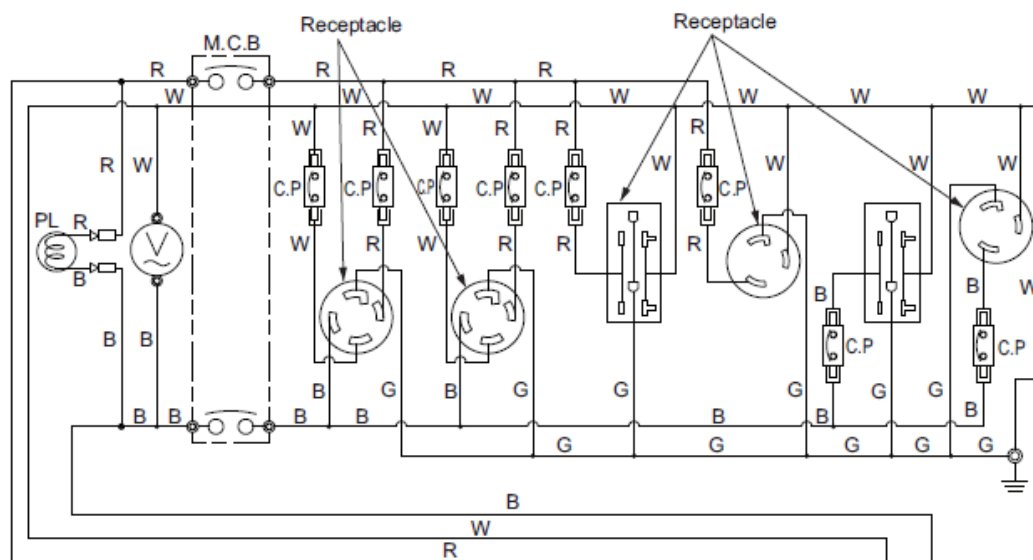 Receptacle
Receptacle
M.C.B
R R R R
W W W W W W
R W W R W R R R W W W W
C.P C.P C.P C.P C.P C.P
PL R
V
B
W R W R R R B B W
C.P C.P
B B B G B G G G G G B
B B B B B B
G G G G G
B
W
R